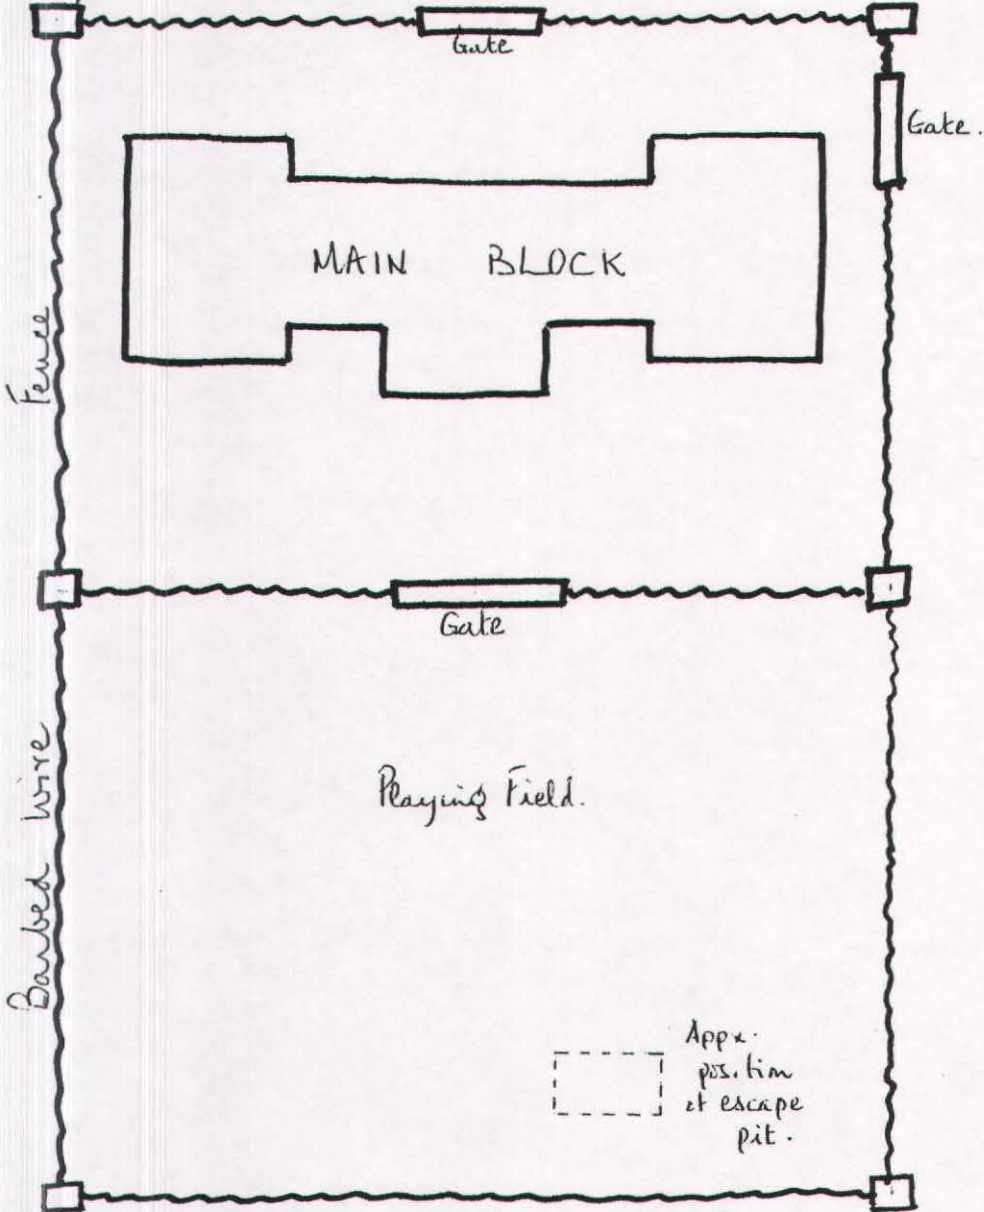 Gate
Gate.
MAIN BLOCK
Fence
Gate
Barbed Wire
Playing Field.
Appx.
position
of escape
pit.